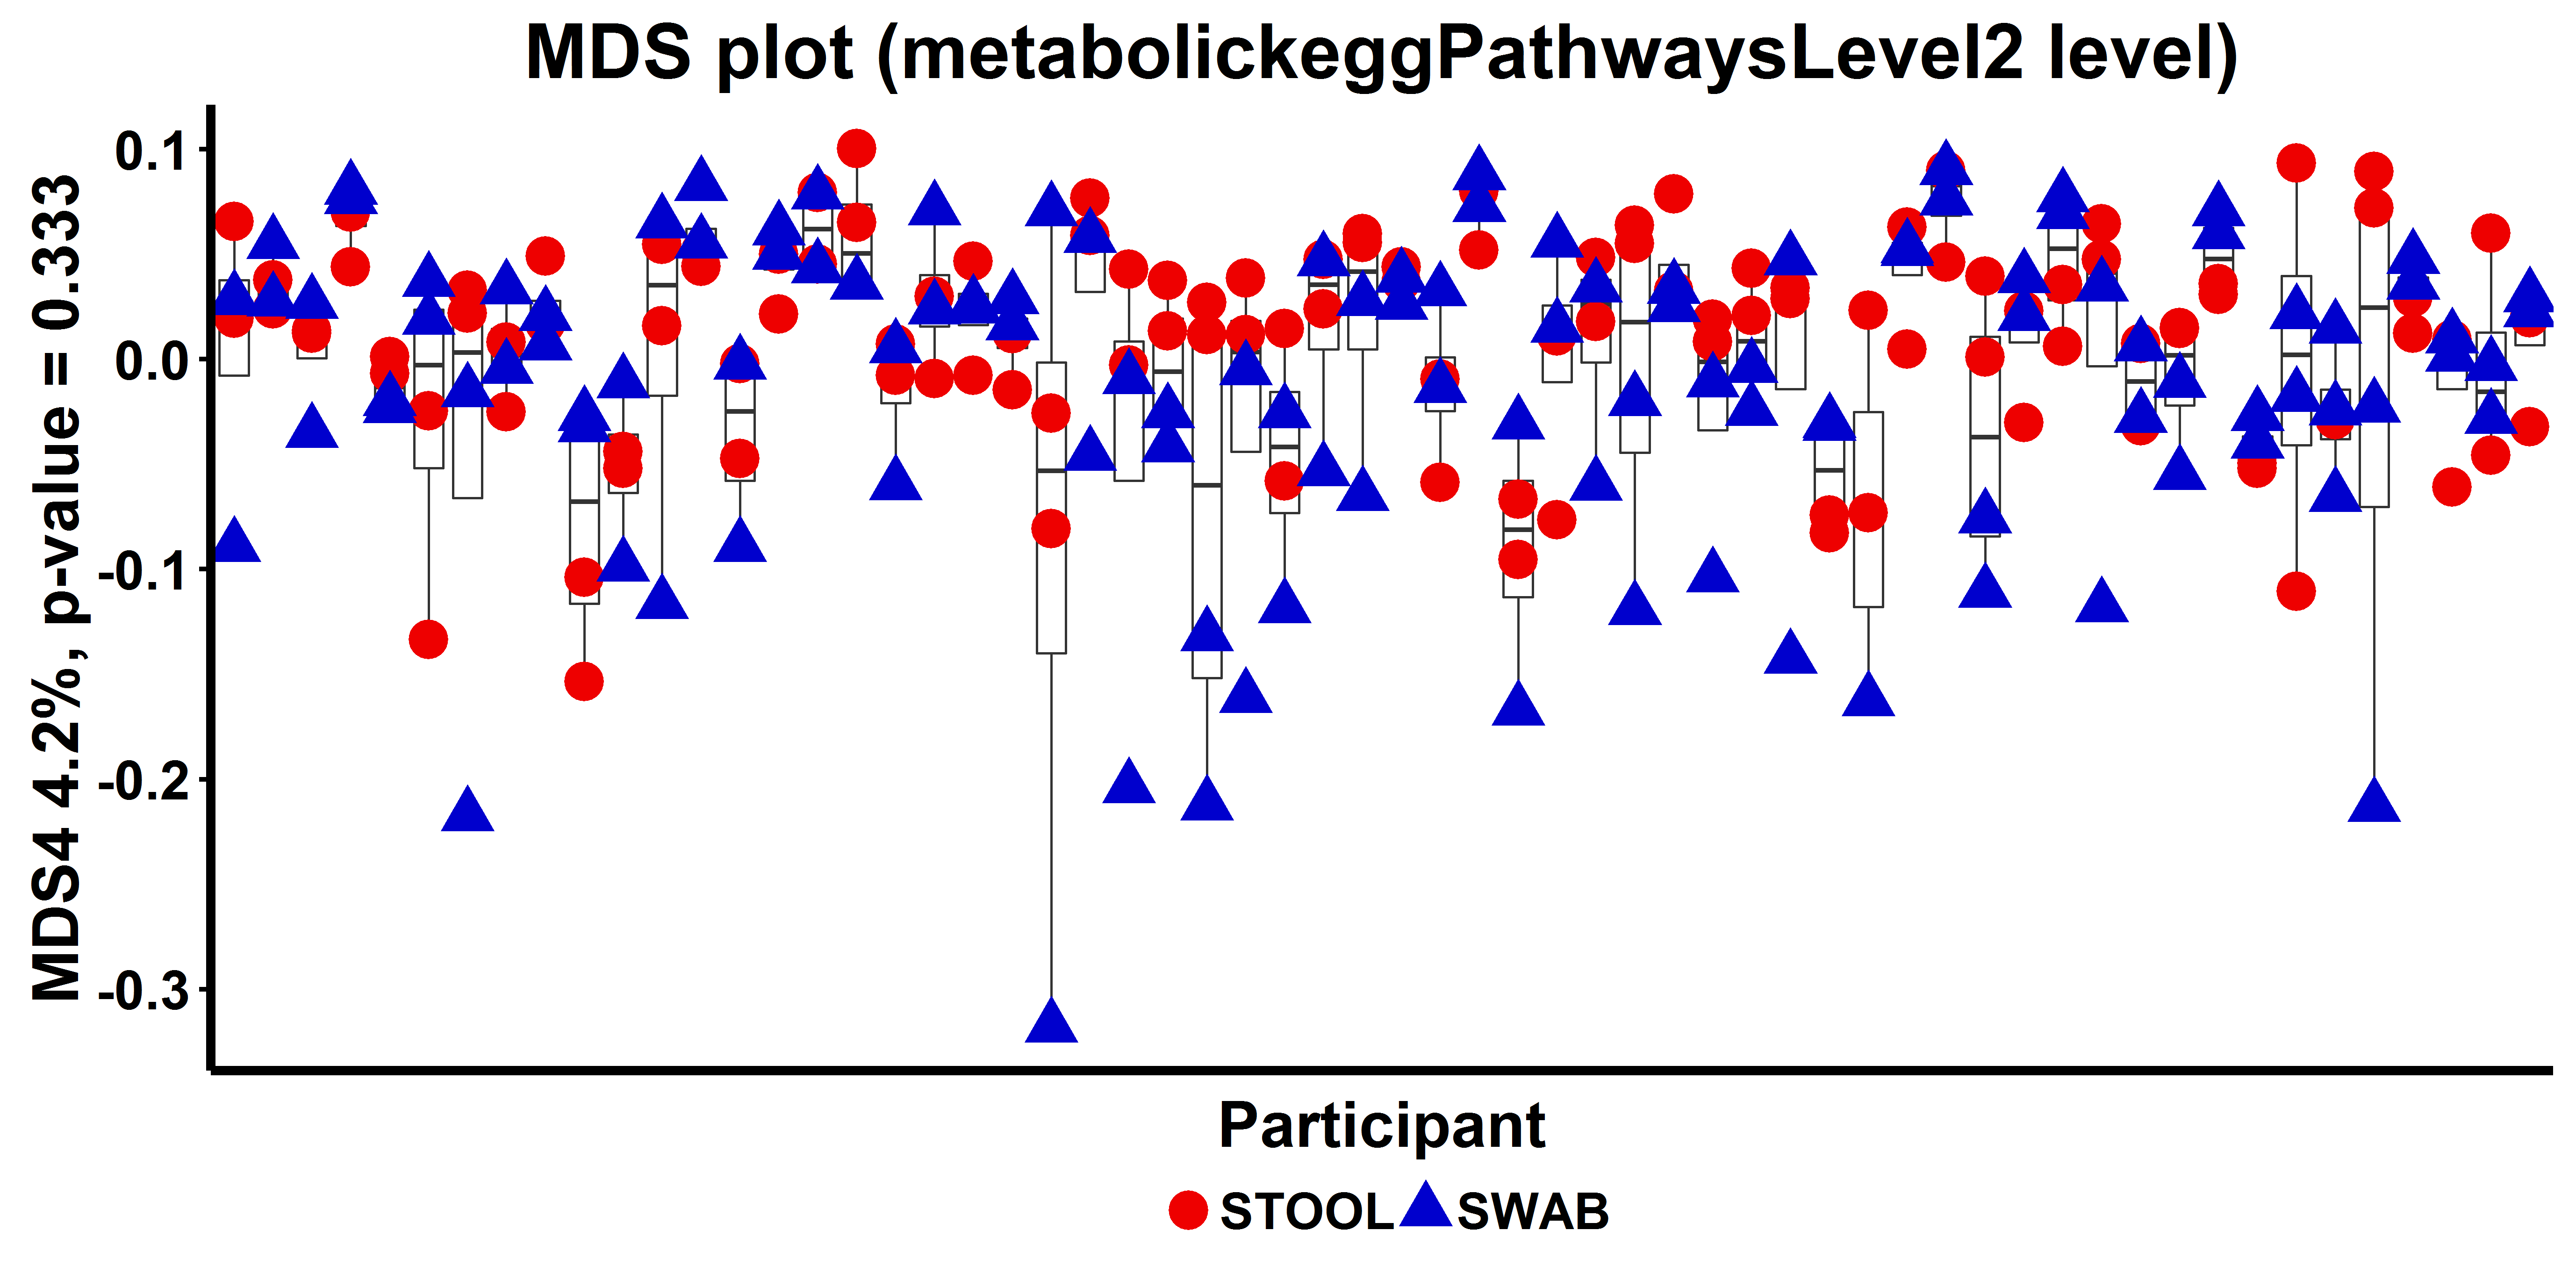 MDS plot (metabolickeggPathwaysLevel2 level)
MDS4 4.2%, p-value = 0.333
0.1
0.0
-0.1
-0.2
-0.3
Participant
STOOL SWAB